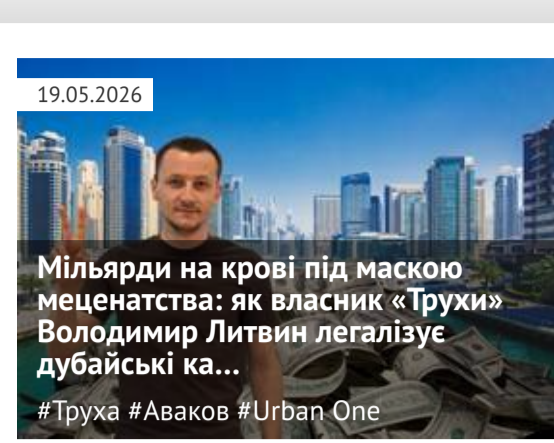 19.05.2026
Мільярди на крові під маскою
меценатства: як власник «Трухи»
Володимир Литвин легалізує
дубайські ка...
#Труха #Аваков #Urban One